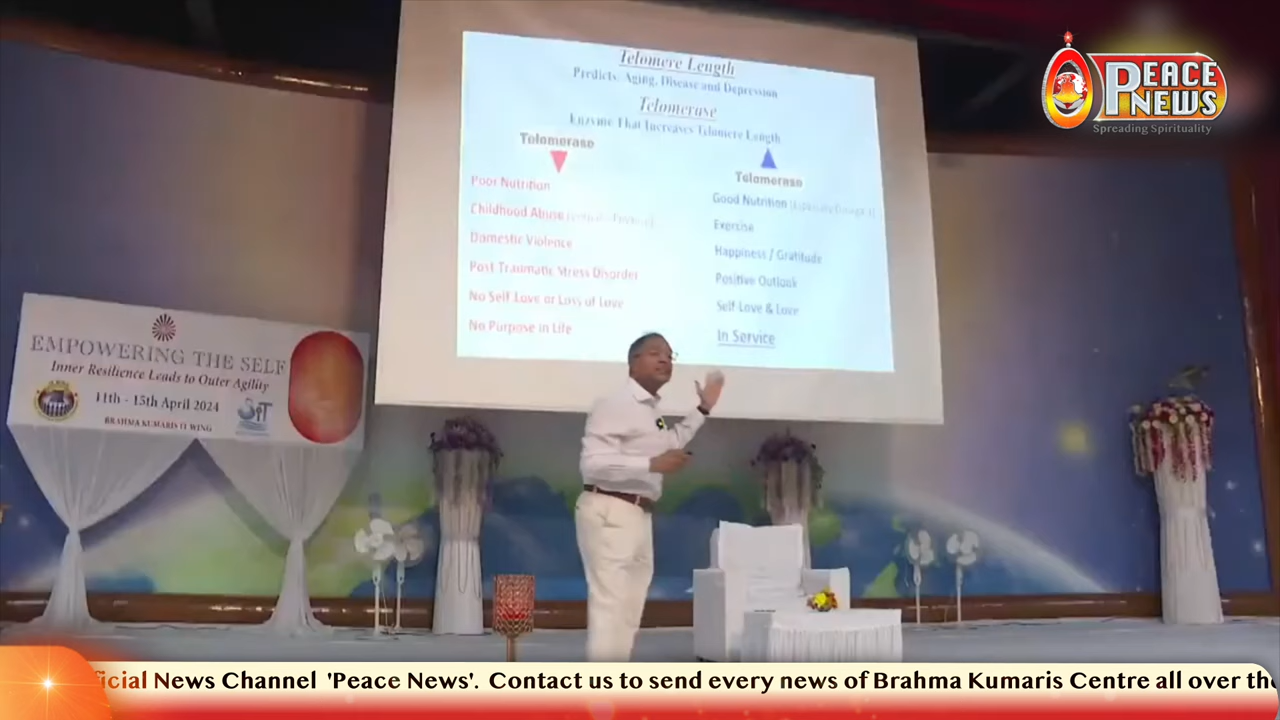 Telomere Length
Predicts: Aging, Disease and Depression
Telomerase
Enzyme That Increases Telomere Length
Telomerase
Poor Nutrition
Childhood Abuse
Domestic Violence
Post Traumatic Stress Disorder
No Self-Love or Loss of Love
No Purpose in Life
Telomerase
Good Nutrition
Exercise
Happiness / Gratitude
Positive Outlook
Self-Love & Love
In Service
PEACE
NEWS
Spreading Spirituality
EMPOWERING THE SELF
Inner Resilience Leads to Outer Agility
11th - 15th April 2024
BRAHMA KUMARIS IT WING
ficial News Channel 'Peace News'. Contact us to send every news of Brahma Kumaris Centre all over the